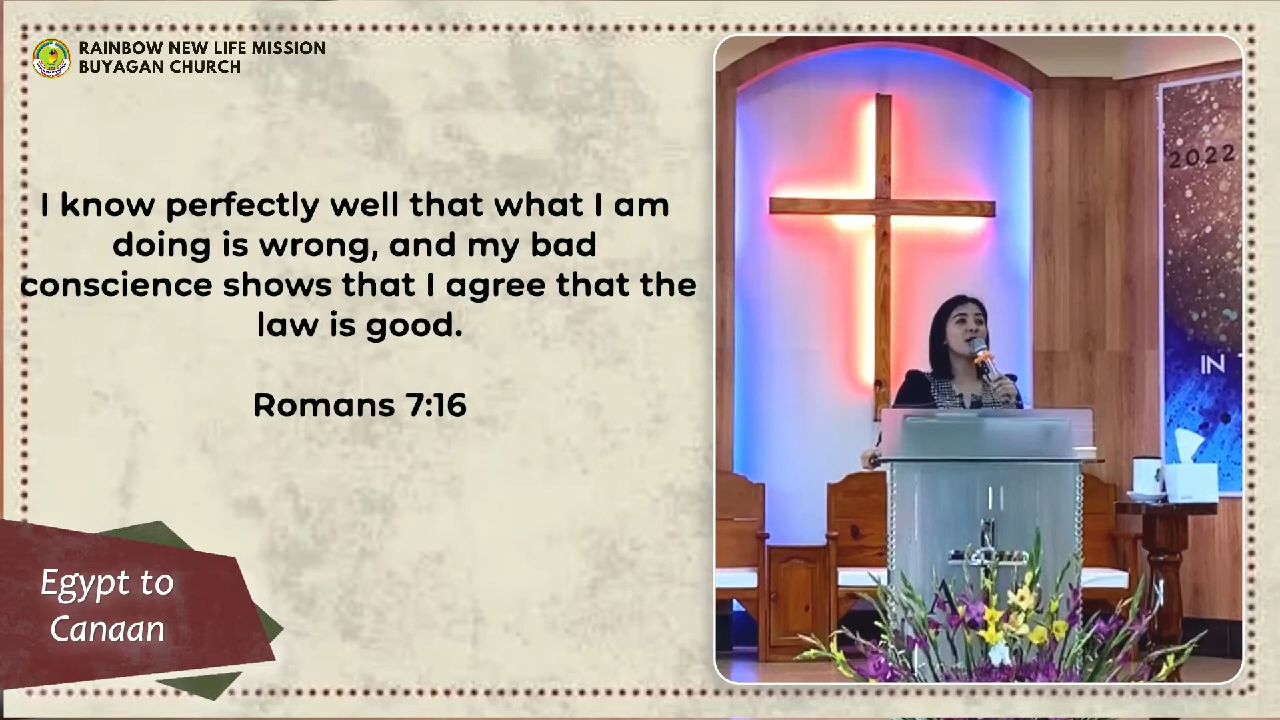 RAINBOW NEW LIFE MISSION
BUYAGAN CHURCH
I know perfectly well that what I am
doing is wrong, and my bad
conscience shows that I agree that the
law is good.
Romans 7:16
Egypt to
Canaan
2022
IN